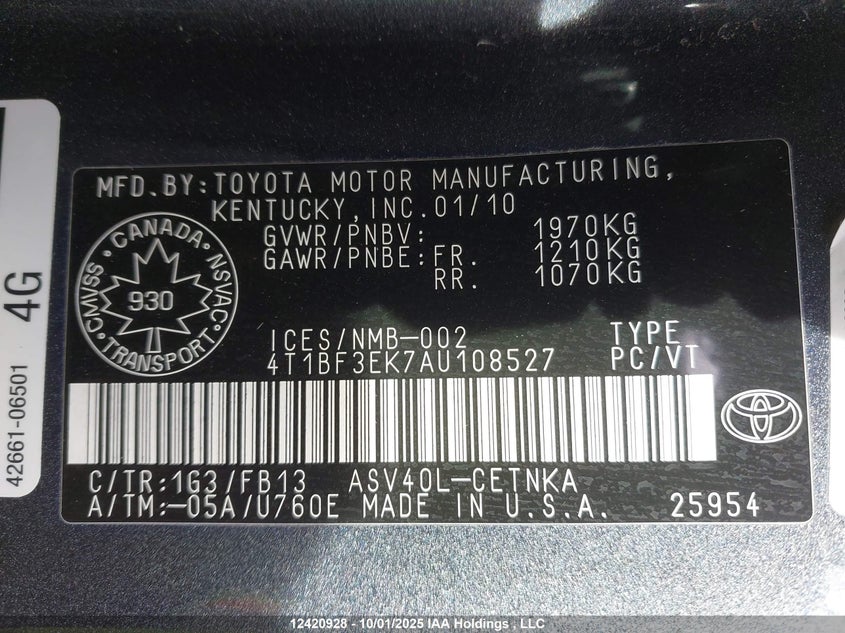 MFD.BY:TOYOTA MOTOR MANUFACTURING,
KENTUCKY,INC.01/10
GVWR/PNBV: 1970KG
GAWR/PNBE:FR. 1210KG
RR. 1070KG
CANADA
CMVSS
NSVAC
930
TRANSPORT
ICES/NMB-002 TYPE
4T1BF3EK7AU108527 PC/VT
C/TR:1G3/FB13 ASV40L-CETNKA
A/TM:-05A/U760E MADE IN U.S.A. 25954
42661-06501 4G
12420928 - 10/01/2025 IAA Holdings, LLC